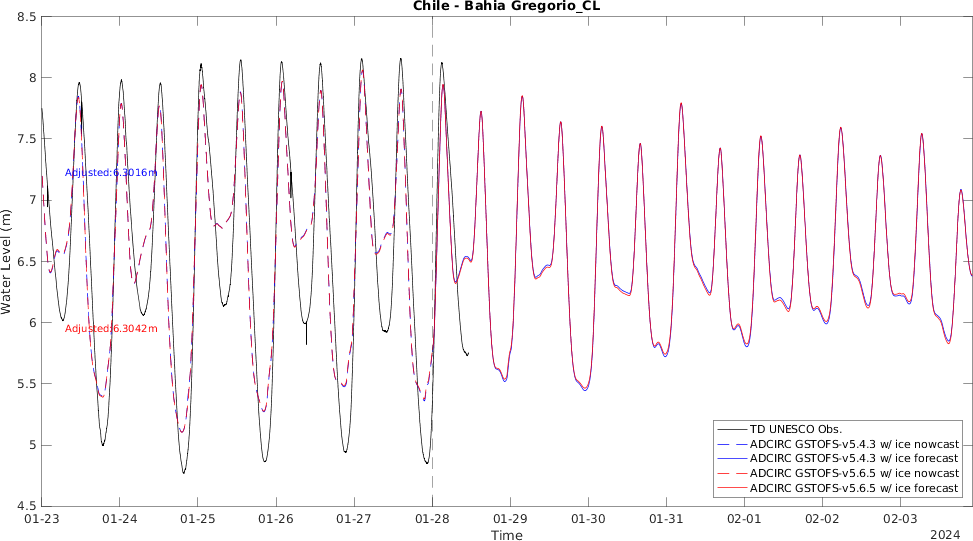 Chile - Bahia Gregorio_CL
Water Level (m)
8.5
8
7.5
7
6.5
6
5.5
5
4.5
Adjusted:6.3016m
Adjusted:6.3042m
TD UNESCO Obs.
ADCIRC GSTOFS-v5.4.3 w/ ice nowcast
ADCIRC GSTOFS-v5.4.3 w/ ice forecast
ADCIRC GSTOFS-v5.6.5 w/ ice nowcast
ADCIRC GSTOFS-v5.6.5 w/ ice forecast
01-23 01-24 01-25 01-26 01-27 01-28 01-29 01-30 01-31 02-01 02-02 02-03
Time
2024